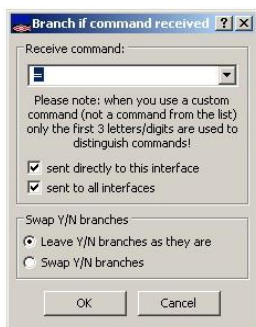 Branch if command received
Receive command:
=
Please note: when you use a custom
command (not a command from the list)
only the first 3 letters/digits are used to
distinguish commands!
sent directly to this interface
sent to all interfaces
Swap Y/N branches
Leave Y/N branches as they are
Swap Y/N branches
OK Cancel